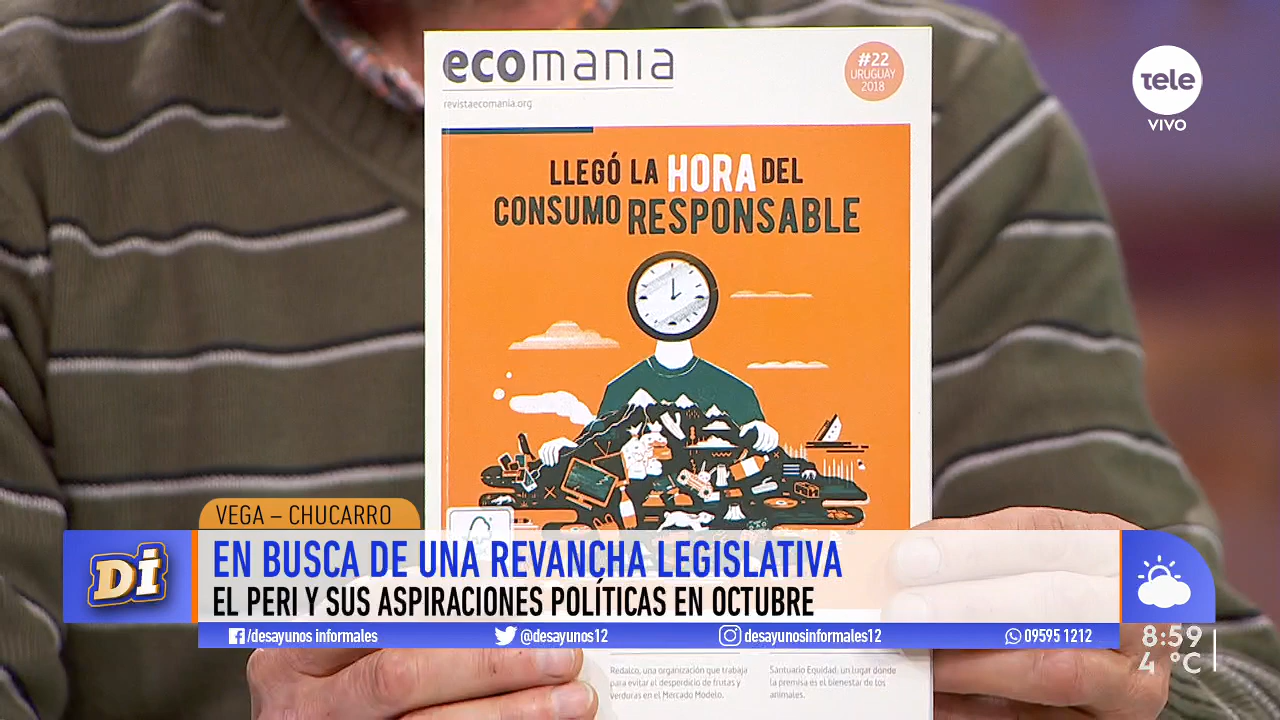 ecomania
revistaecomania.org
#22
URUGUAY
2018
tele
VIVO
LLEGÓ LA HORA DEL
CONSUMO RESPONSABLE
VEGA – CHUCARRO
Di
EN BUSCA DE UNA REVANCHA LEGISLATIVA
EL PERI Y SUS ASPIRACIONES POLÍTICAS EN OCTUBRE
/desayunos informales
@desayunos12
desayunosinformales12
09595 1212
8:59
4 °C
Redalco, una organización que trabaja
para evitar el desperdicio de frutas y
verduras en el Mercado Modelo.
Santuario Equidad: un lugar donde
la premisa es el bienestar de los
animales.